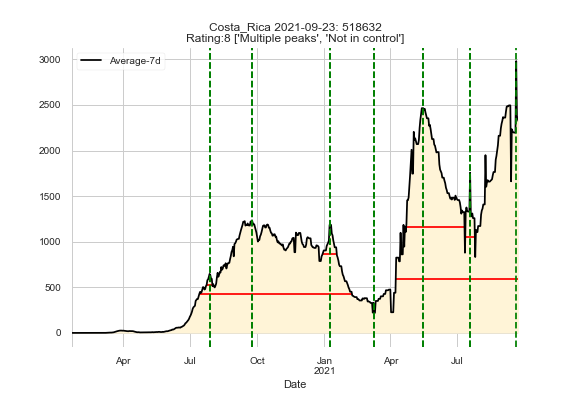 Costa_Rica 2021-09-23: 518632
Rating:8 ['Multiple peaks', 'Not in control']
Average-7d
3000
2500
2000
1500
1000
500
0
Apr Jul Oct Jan Apr Jul
2021
Date